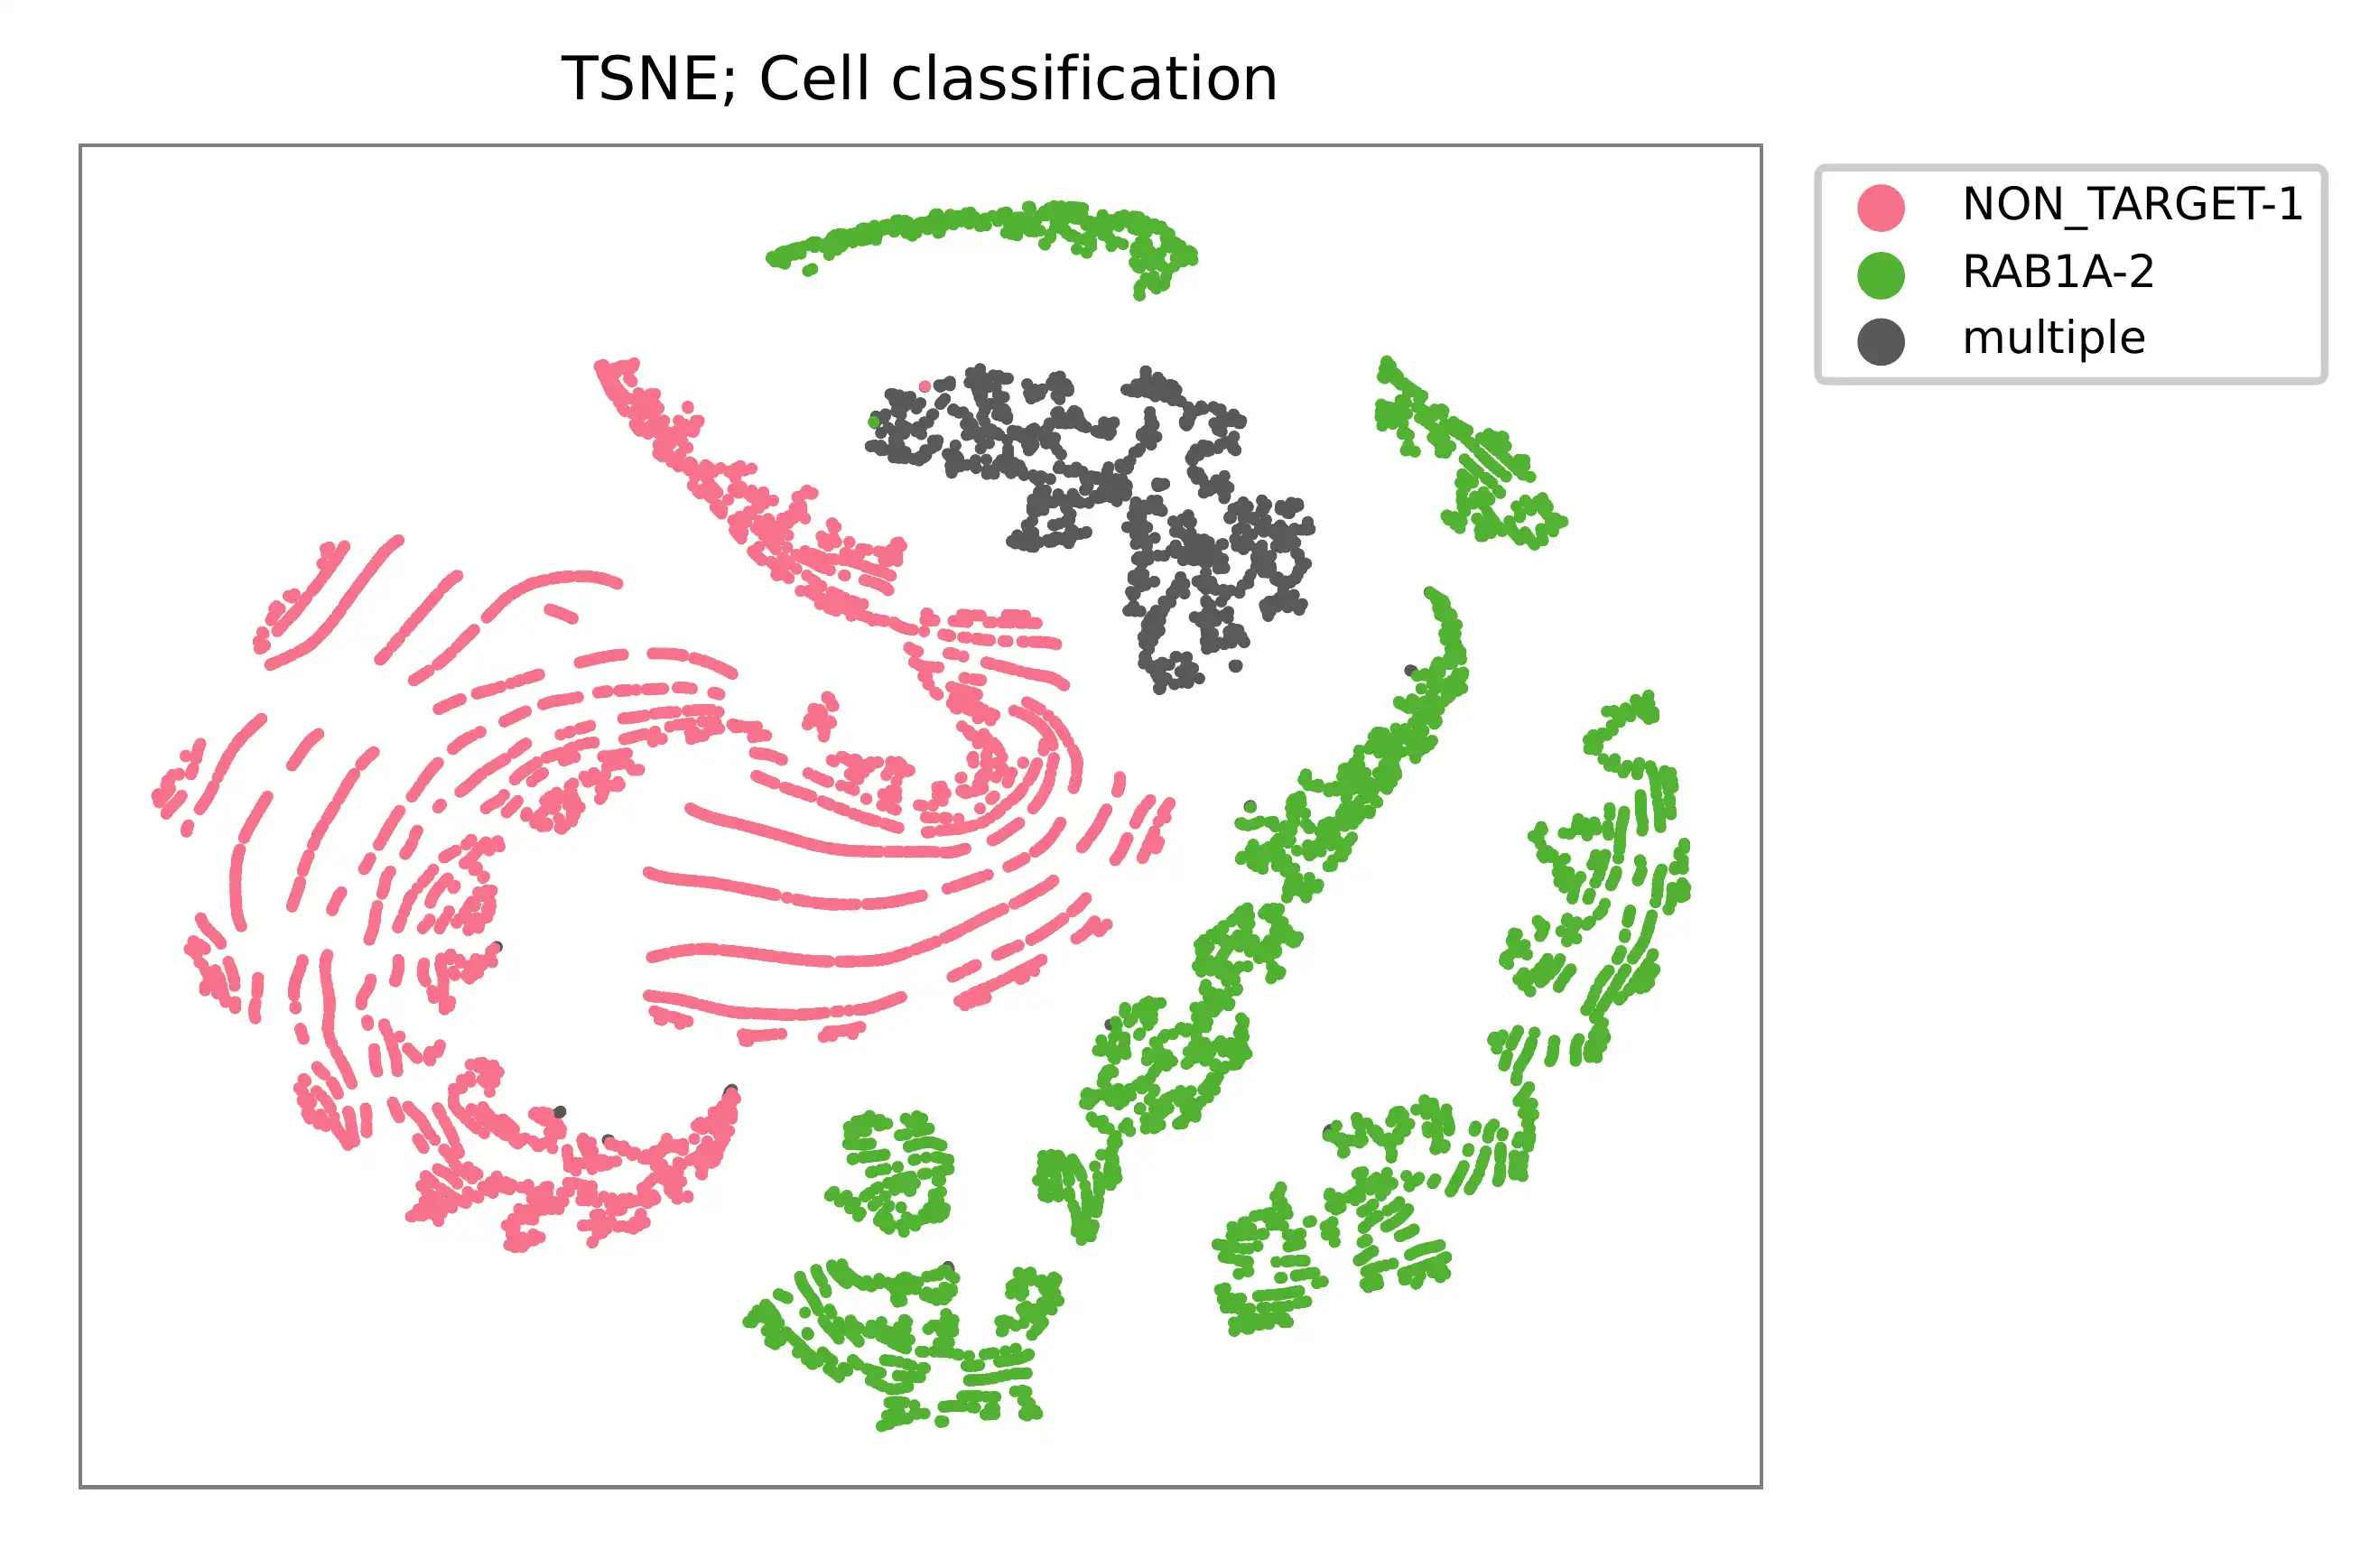 TSNE; Cell classification
NON_TARGET-1
RAB1A-2
multiple